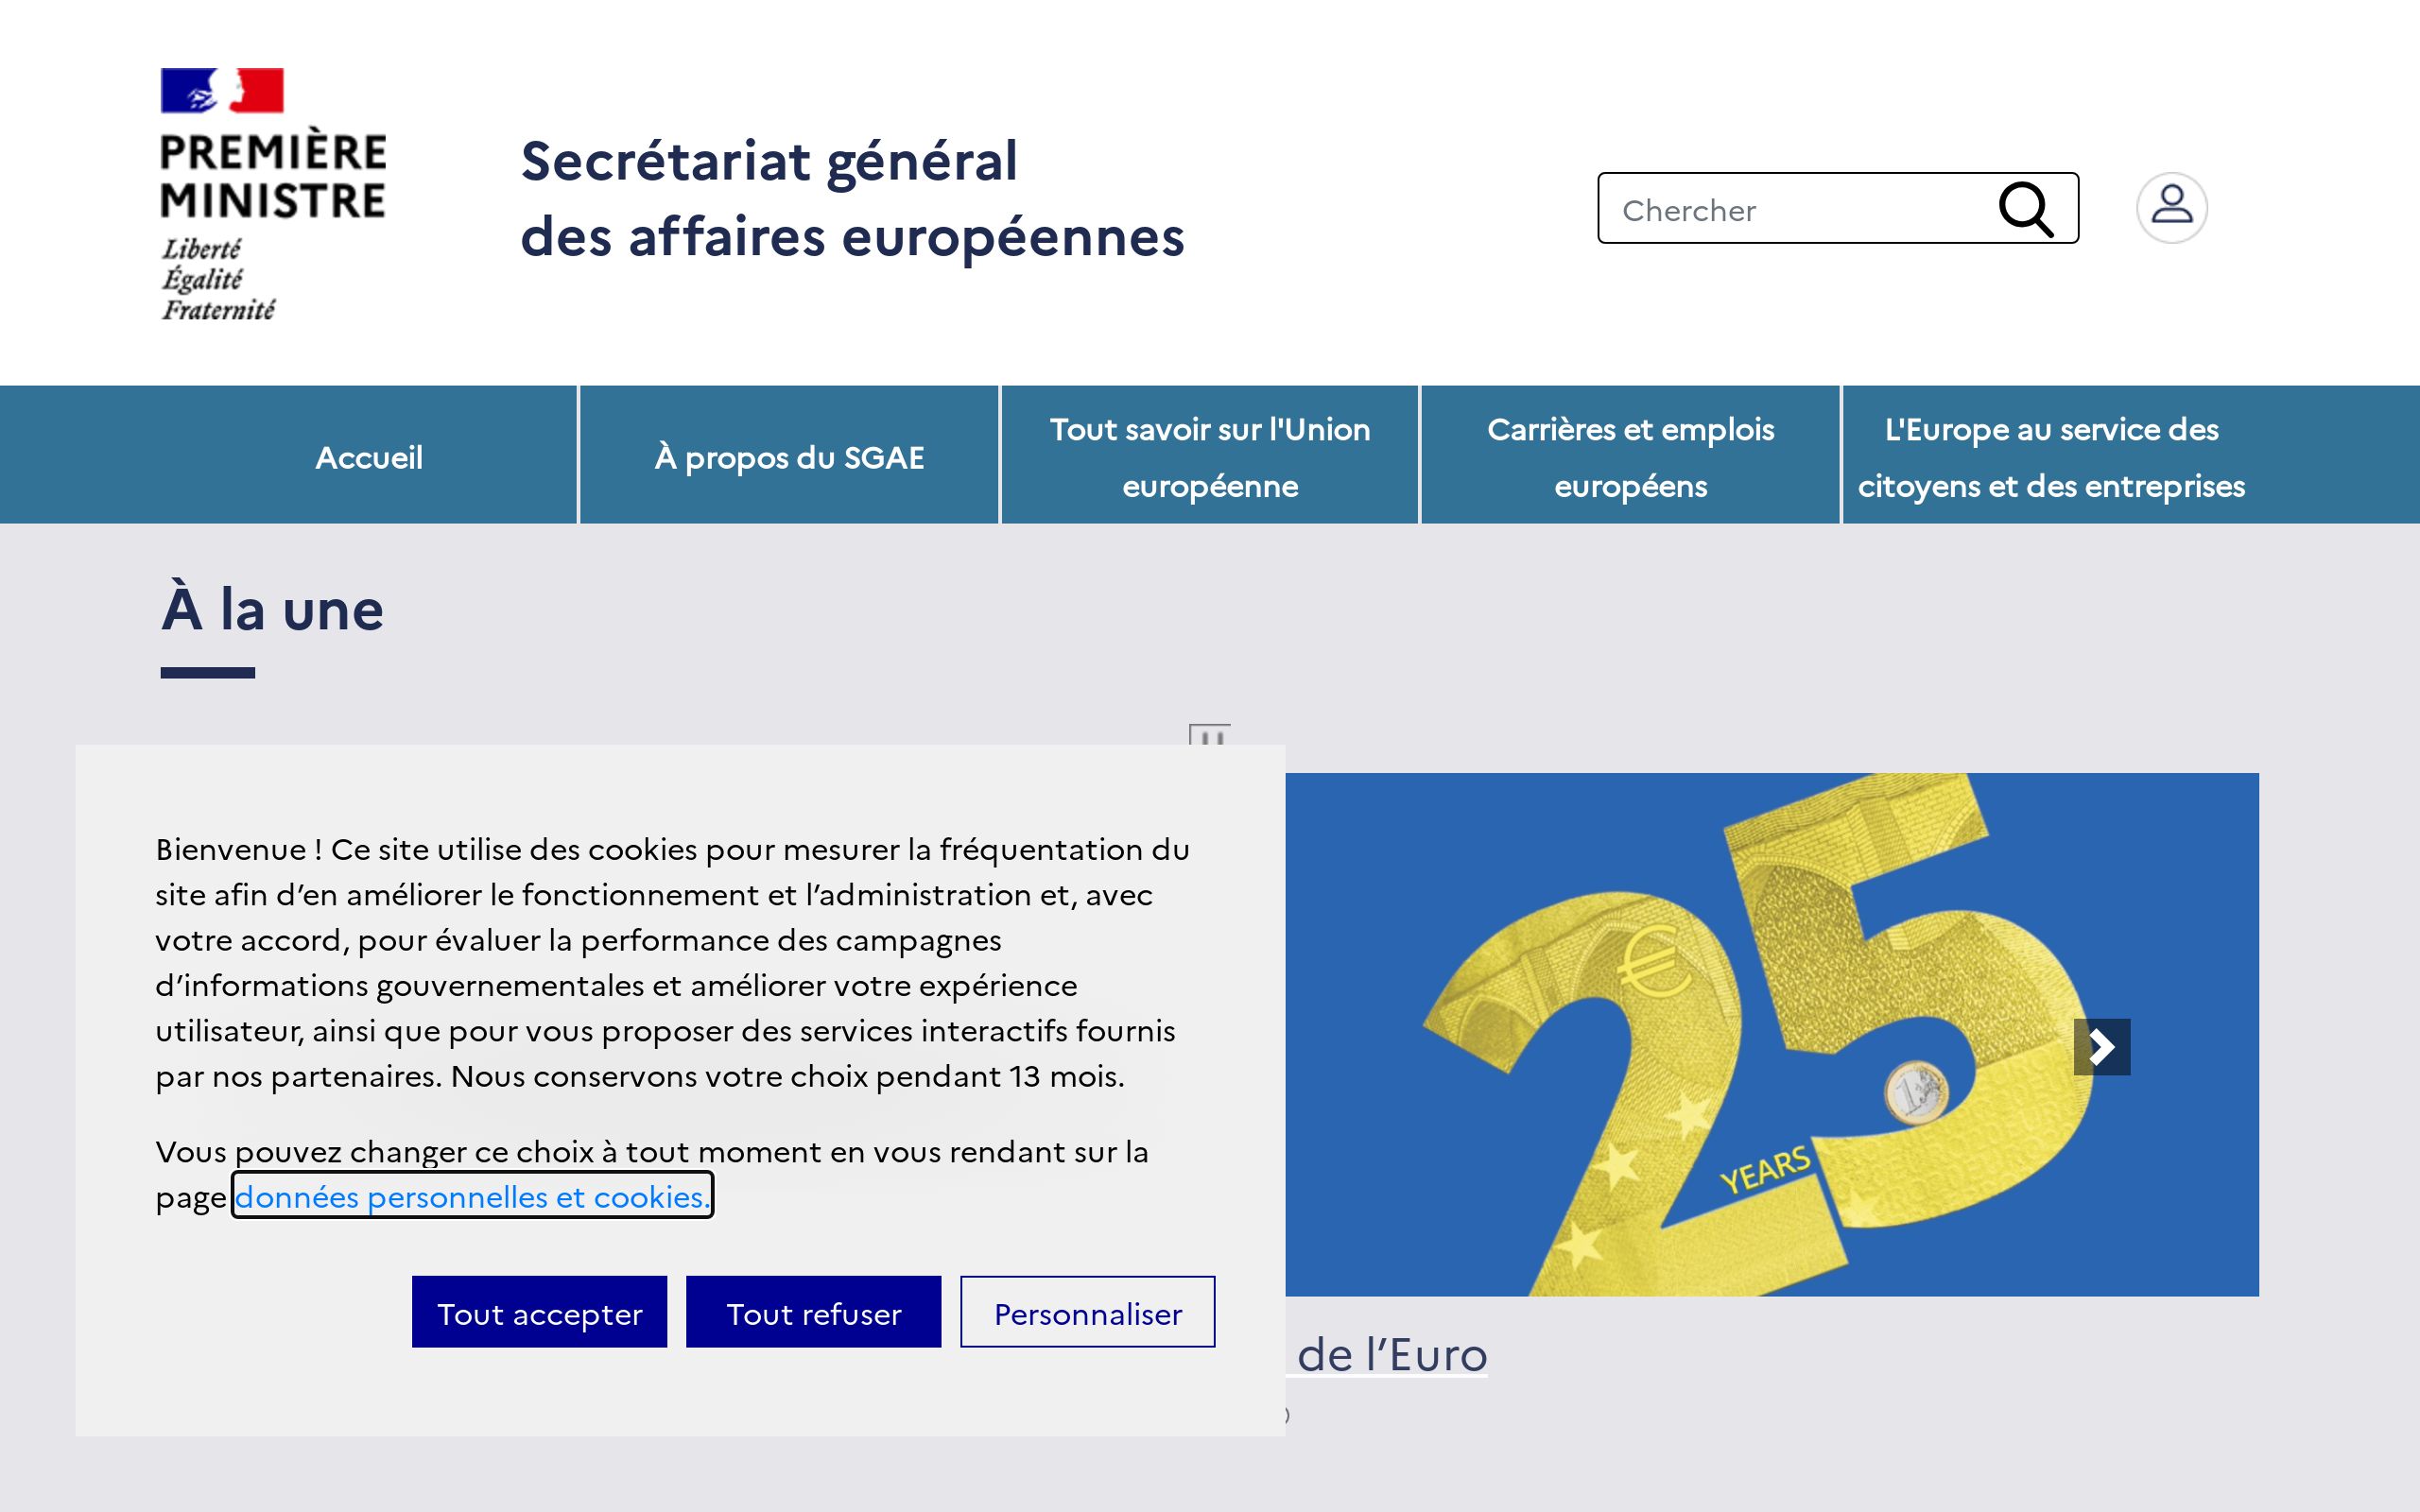 PREMIÈRE
MINISTRE
Liberté
Égalité
Fraternité
Secrétariat général
des affaires européennes
Chercher
Accueil
À propos du SGAE
Tout savoir sur l'Union
européenne
Carrières et emplois
européens
L'Europe au service des
citoyens et des entreprises
À la une
Bienvenue ! Ce site utilise des cookies pour mesurer la fréquentation du
site afin d’en améliorer le fonctionnement et l’administration et, avec
votre accord, pour évaluer la performance des campagnes
d’informations gouvernementales et améliorer votre expérience
utilisateur, ainsi que pour vous proposer des services interactifs fournis
par nos partenaires. Nous conservons votre choix pendant 13 mois.
Vous pouvez changer ce choix à tout moment en vous rendant sur la
page données personnelles et cookies.
Tout accepter
Tout refuser
Personnaliser
25
€
1
YEARS
de l’Euro